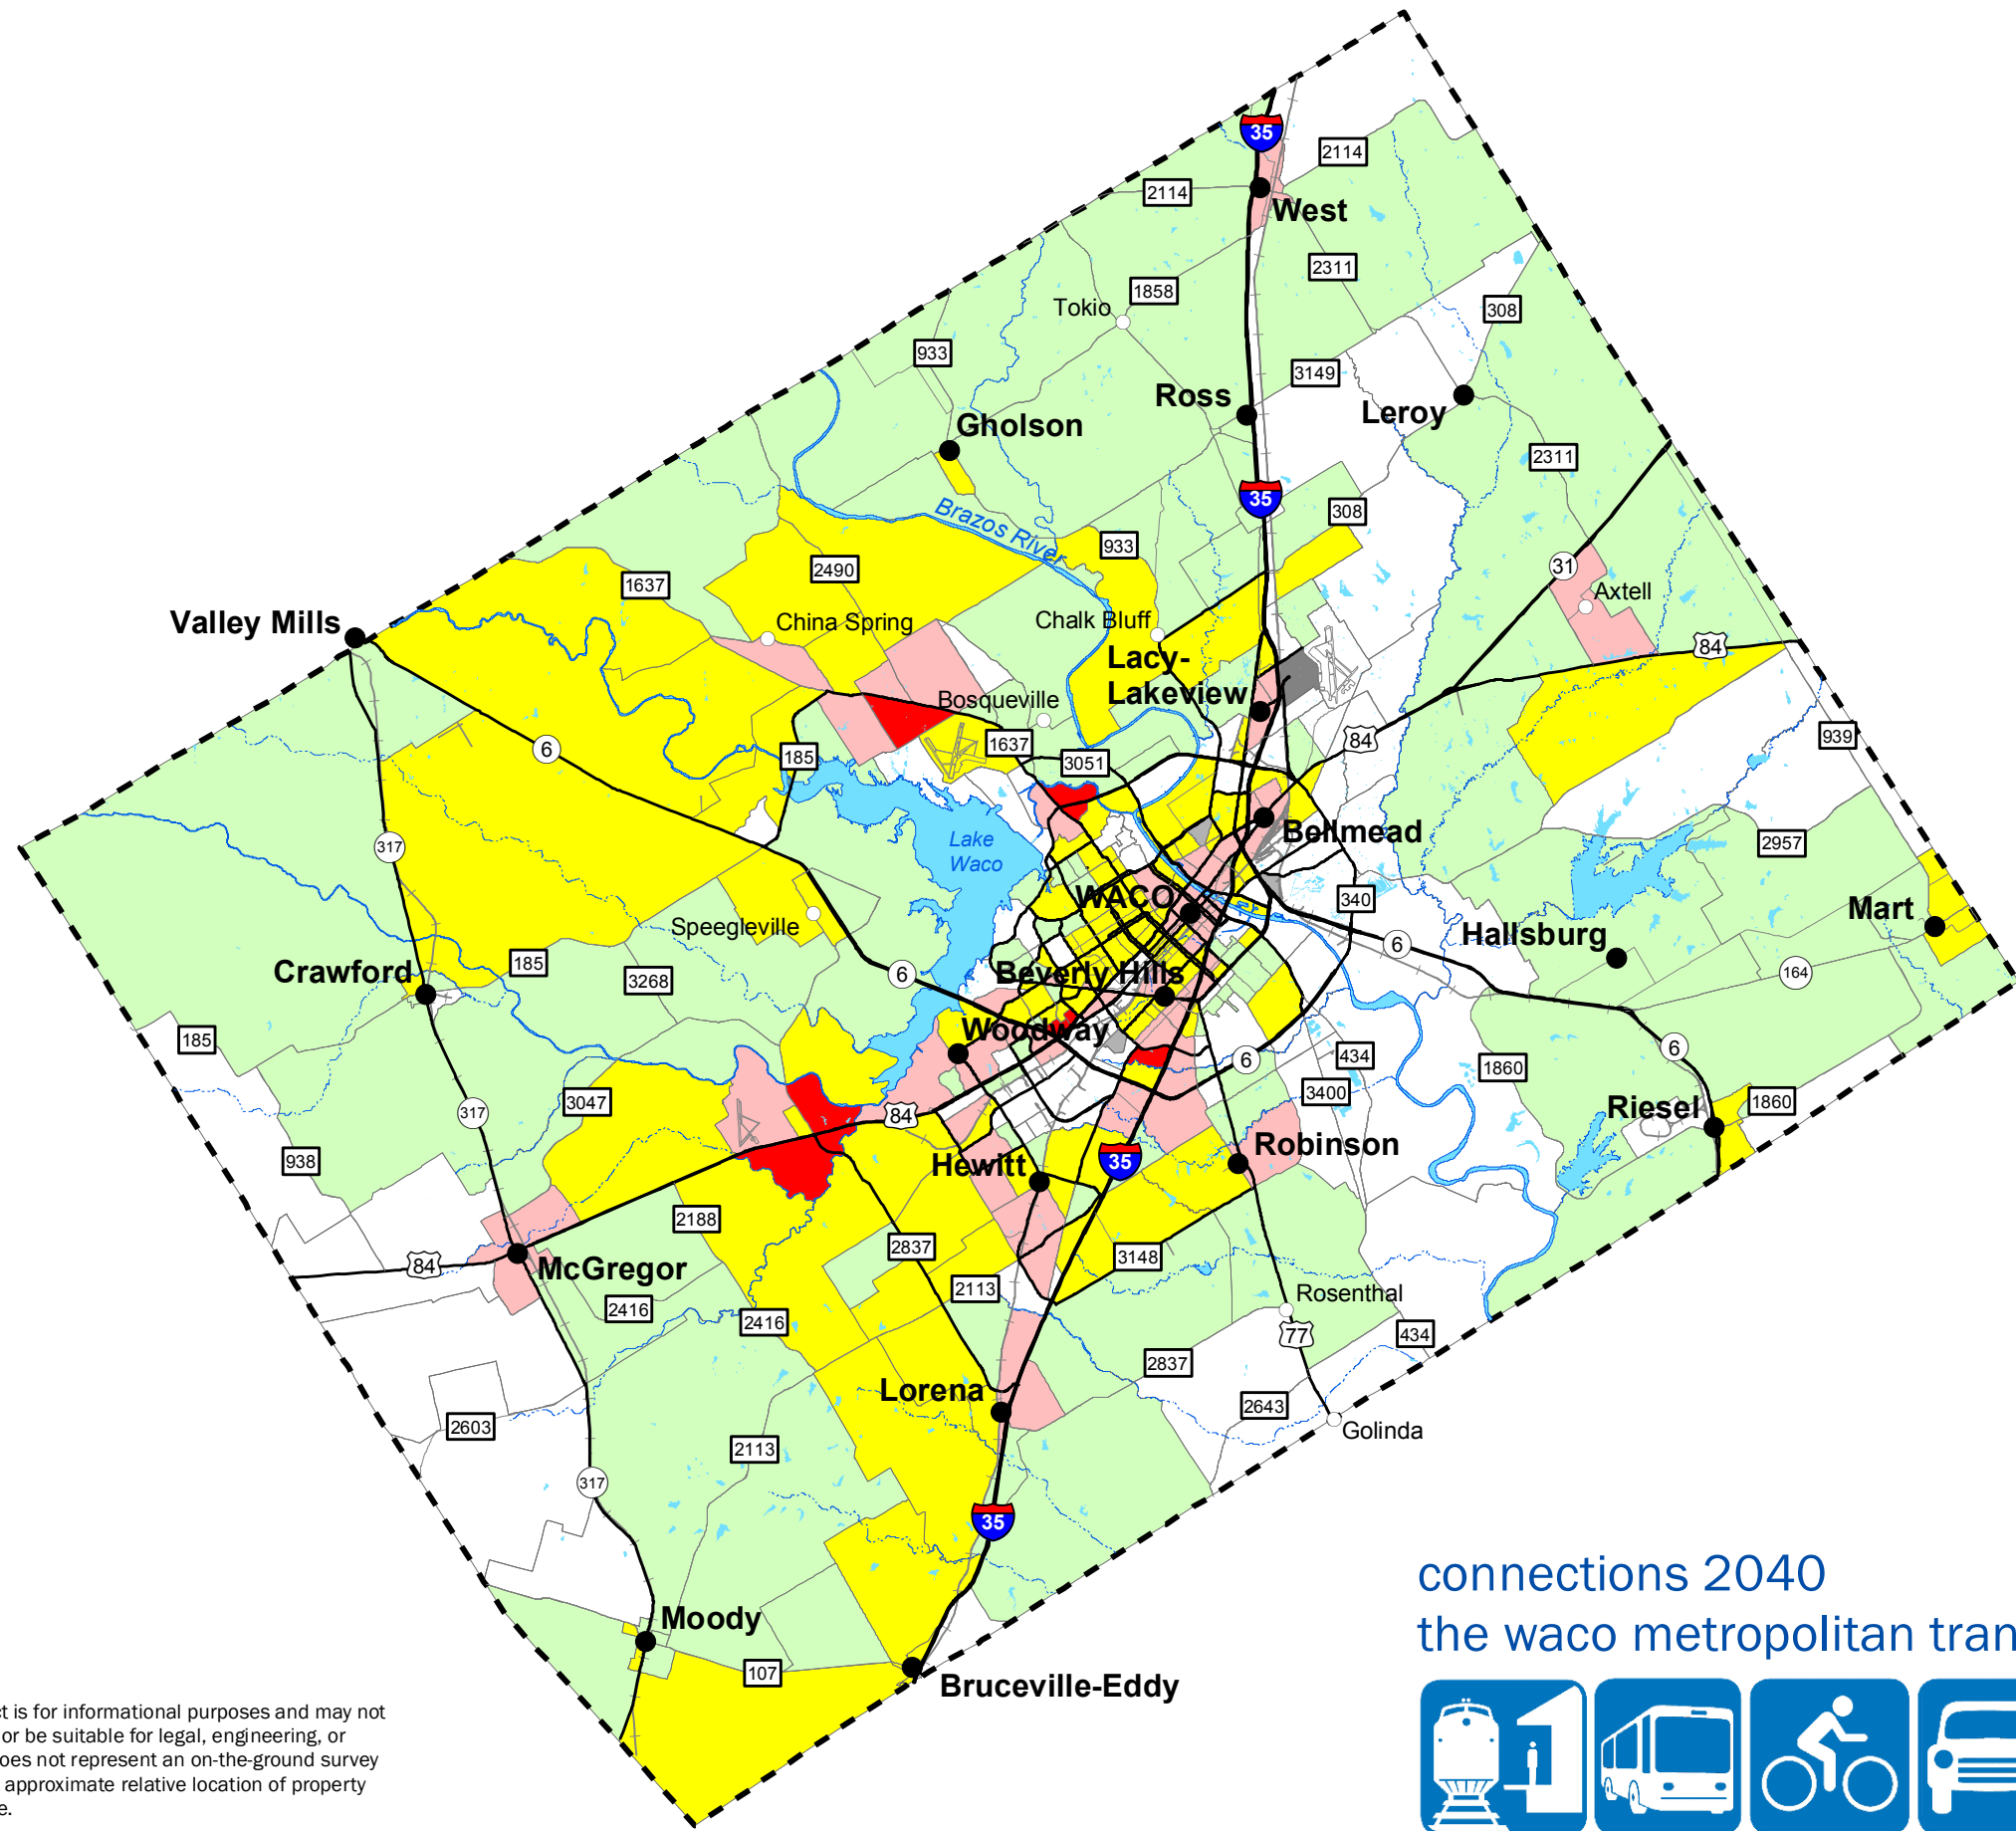 35
2114
2114
West
2311
1858
Tokio
308
933
3149
Ross
Leroy
Gholson
2311
35
308
Brazos River
933
31
2490
1637
Axtell
Valley Mills
China Spring
Chalk Bluff
84
Lacy-
Lakeview
Bosqueville
6
185
1637
84
939
3051
Lake
Waco
Bellmead
317
2957
WACO
340
Mart
Speegleville
Hallsburg
6
Crawford
185
3268
6
Beverly Hills
164
185
Woodway
6
434
6
1860
3400
317
3047
84
Riesel
1860
938
Hewitt
35
Robinson
2188
2837
3148
84
McGregor
2113
Rosenthal
2416
2416
77
434
2837
Lorena
2643
2603
Golinda
2113
317
35
connections 2040
Moody
the waco metropolitan tran
107
Bruceville-Eddy
ct is for informational purposes and may not
or be suitable for legal, engineering, or
oes not represent an on-the-ground survey
approximate relative location of property
e.